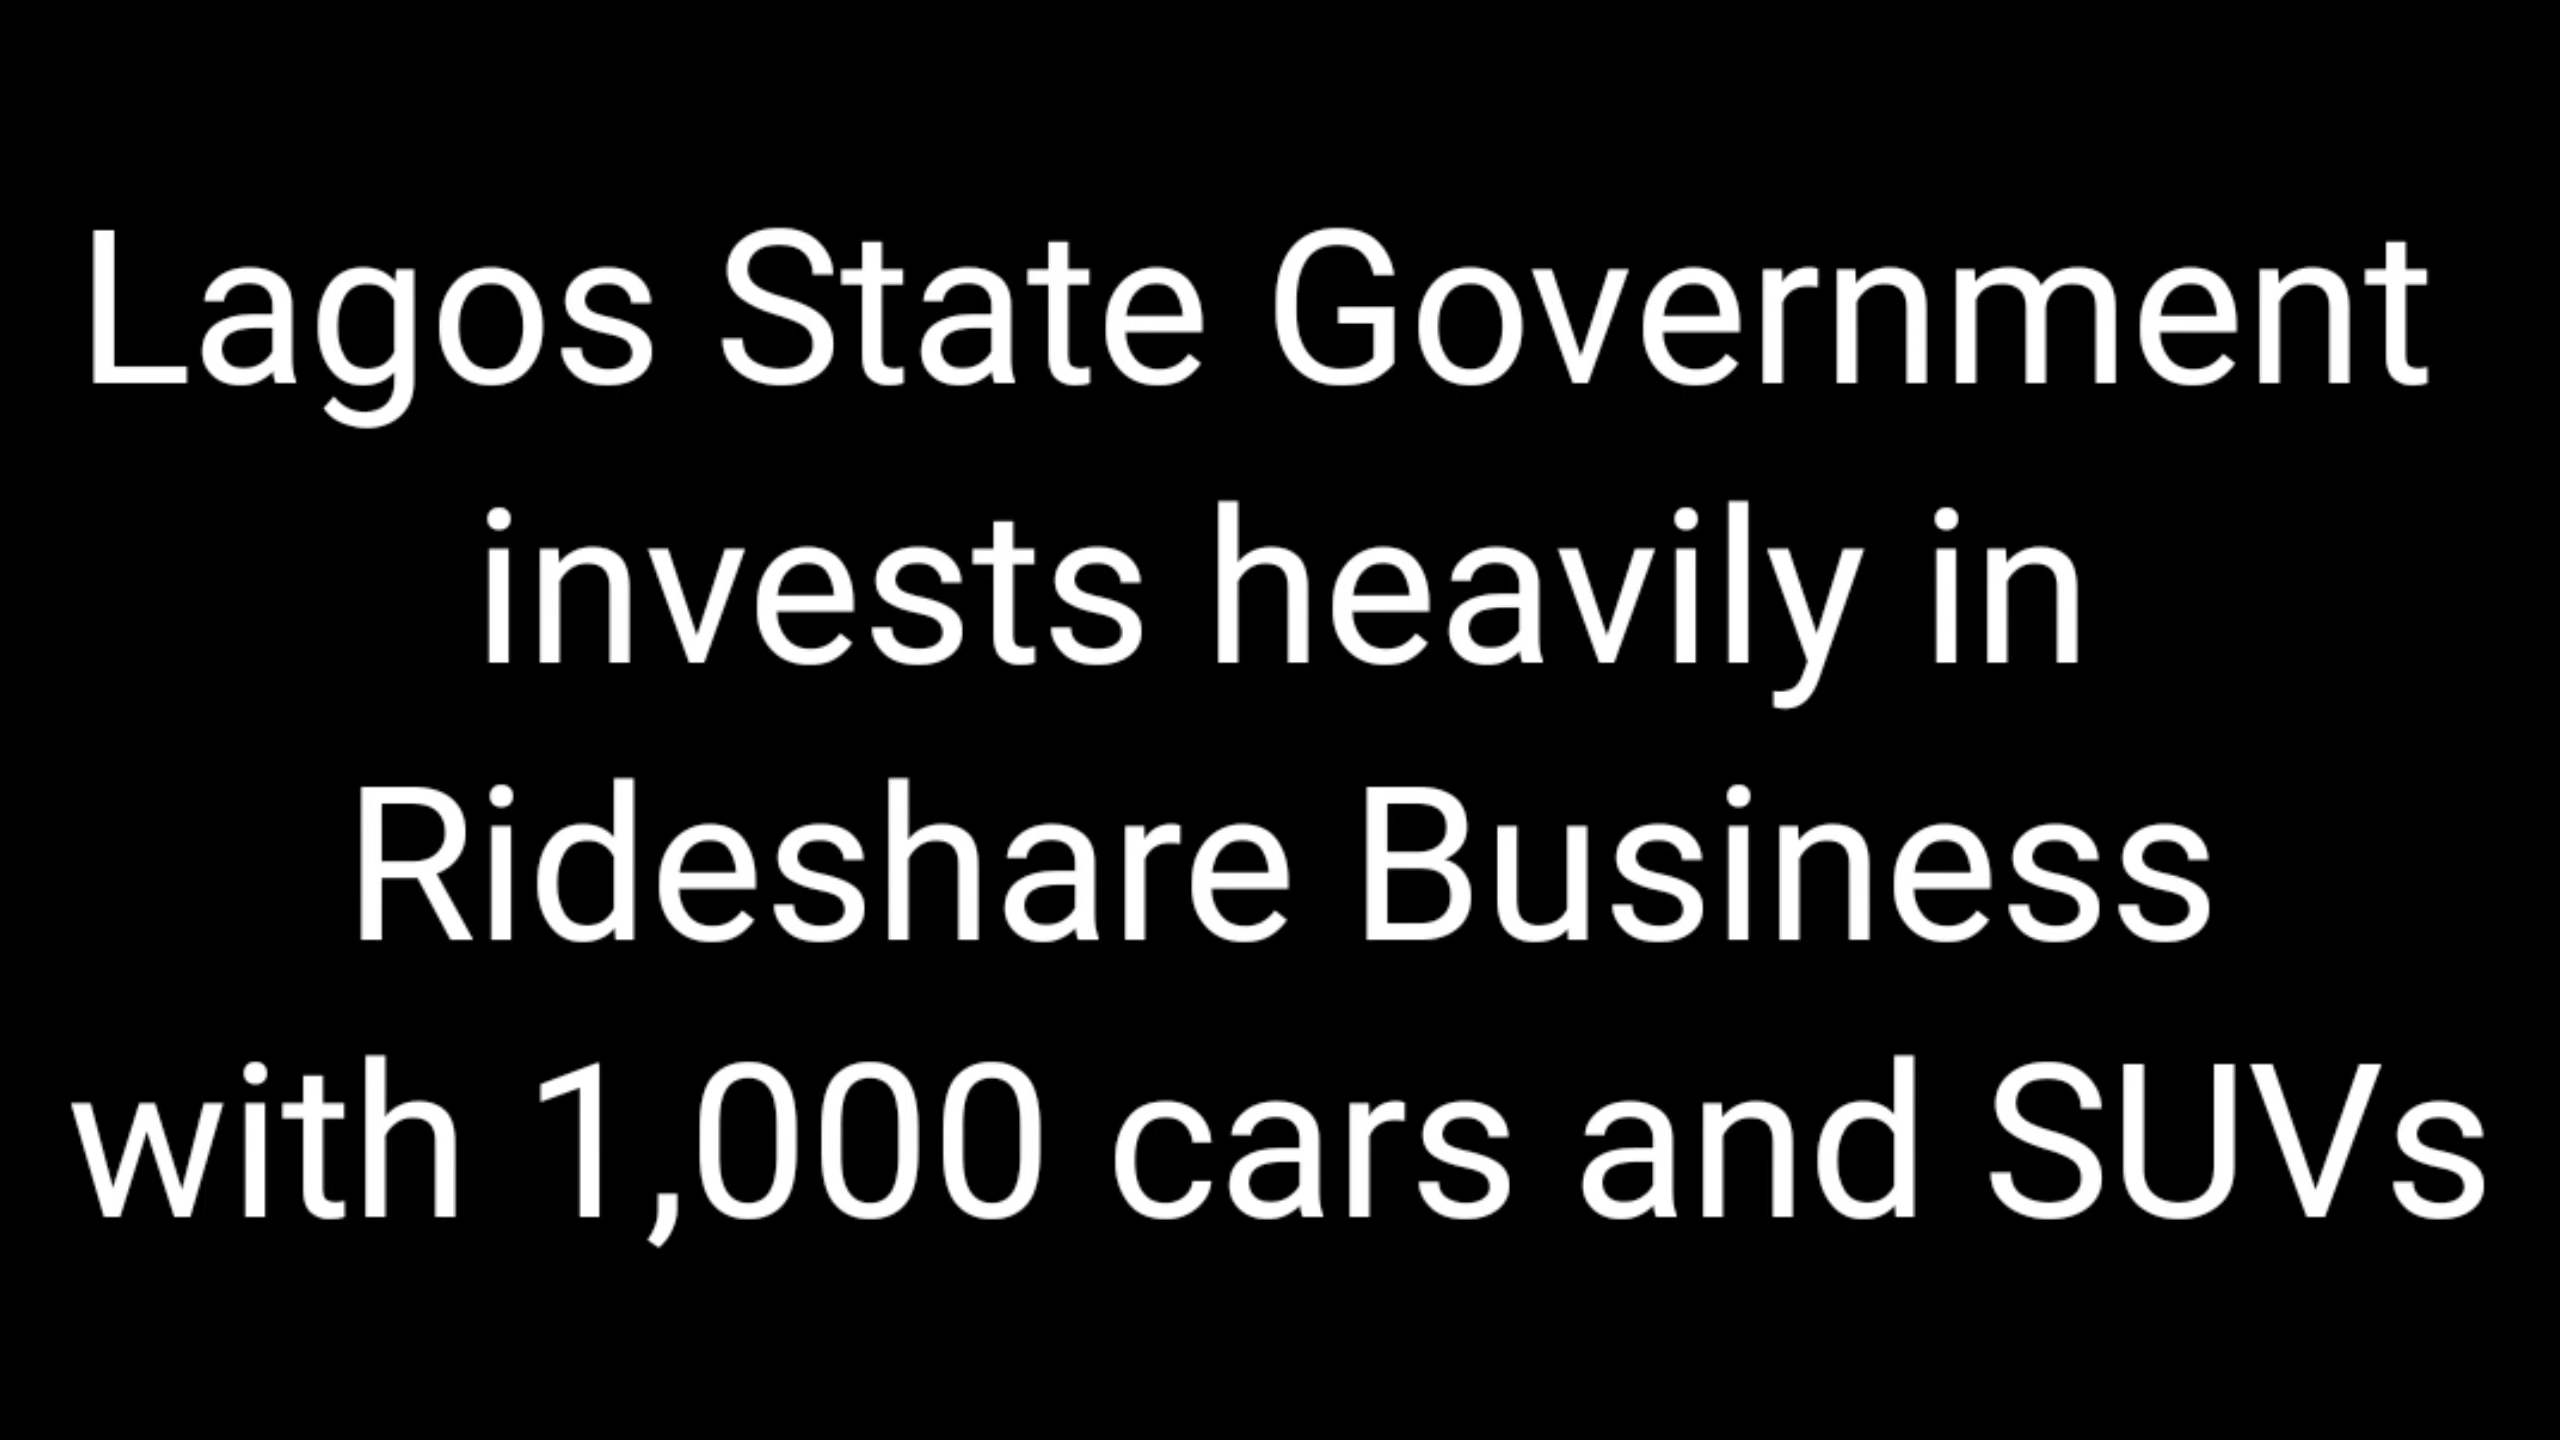 Lagos State Government
invests heavily in
Rideshare Business
with 1,000 cars and SUVs